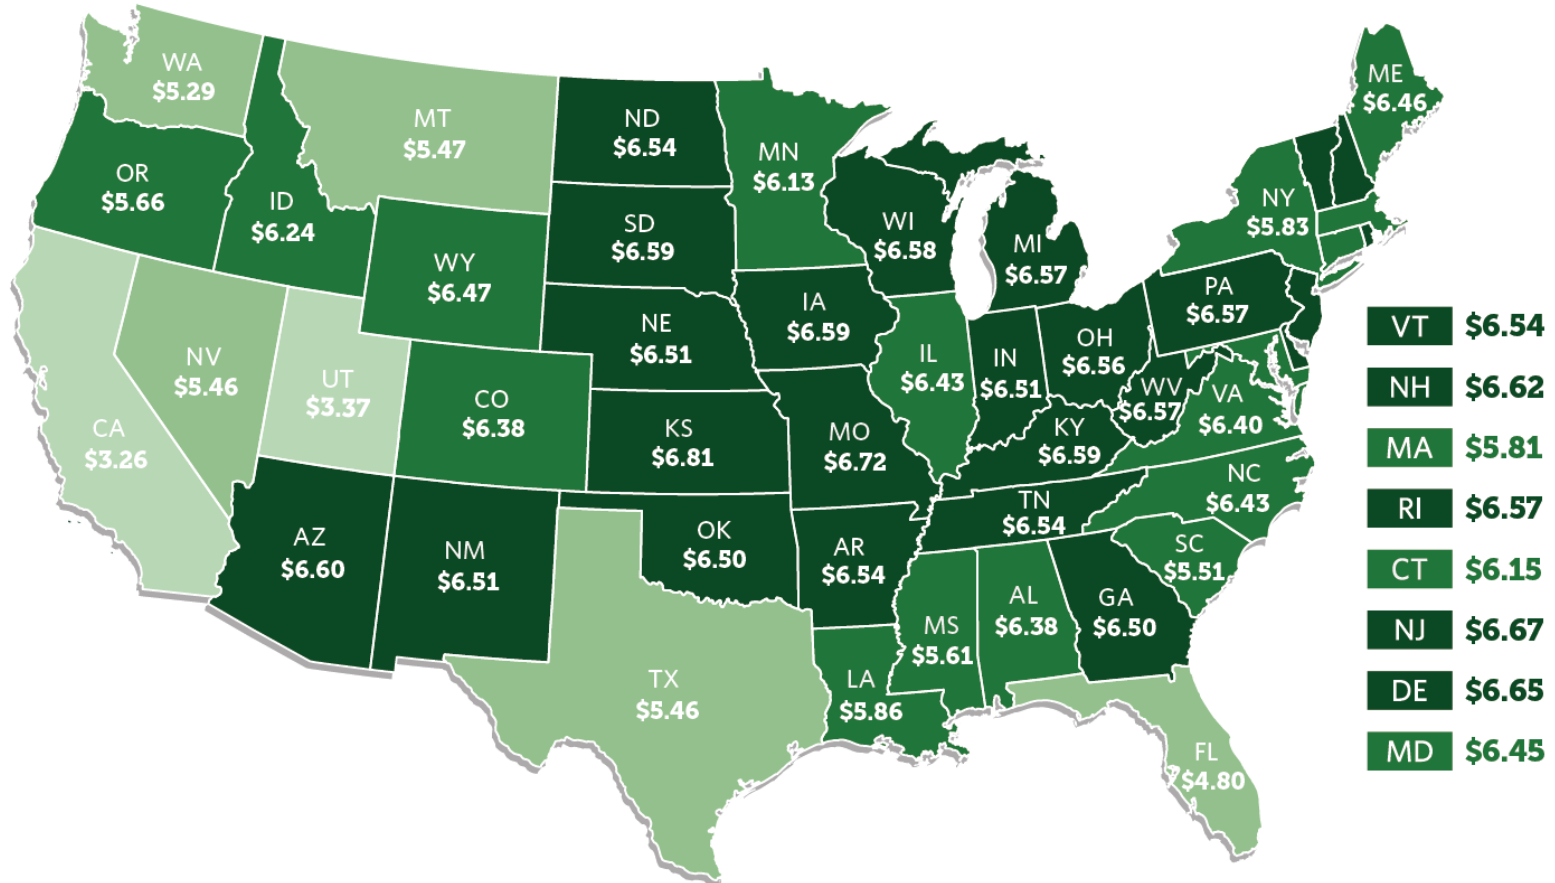 WA
$5.29
OR
$5.66
ID
$6.24
MT
$5.47
WY
$6.47
CA
$3.26
NV
$5.46
UT
$3.37
CO
$6.38
AZ
$6.60
NM
$6.51
ND
$6.54
SD
$6.59
NE
$6.51
KS
$6.81
OK
$6.50
TX
$5.46
MN
$6.13
IA
$6.59
MO
$6.72
AR
$6.54
LA
$5.86
WI
$6.58
IL
$6.43
MI
$6.57
IN
$6.51
OH
$6.56
KY
$6.59
TN
$6.54
MS
$5.61
AL
$6.38
GA
$6.50
FL
$4.80
SC
$5.51
NC
$6.43
VA
$6.40
WV
$6.57
PA
$6.57
NY
$5.83
ME
$6.46
VT $6.54
NH $6.62
MA $5.81
RI $6.57
CT $6.15
NJ $6.67
DE $6.65
MD $6.45